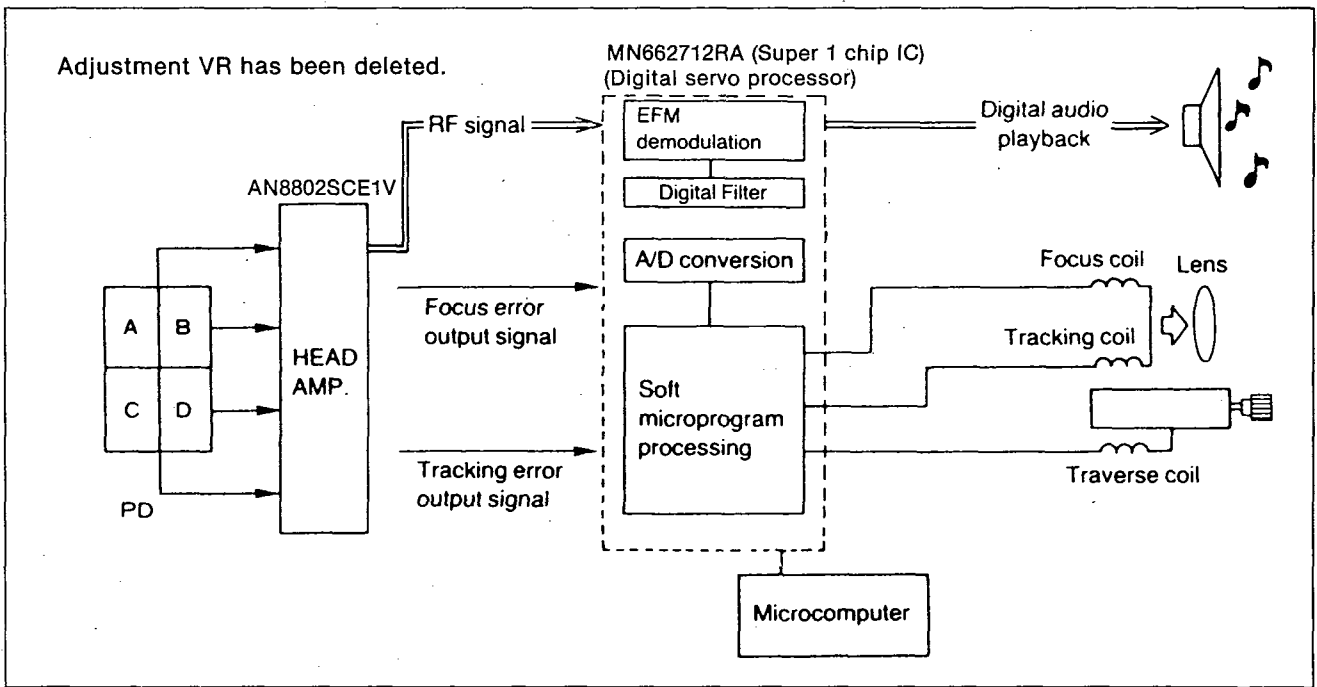 Adjustment VR has been deleted.
MN662712RA (Super 1 chip IC)
(Digital servo processor)
EFM
demodulation
RF signal
Digital audio
playback
Digital Filter
AN8802SCE1V
A/D conversion
Focus coil
Lens
Focus error
output signal
Tracking coil
A
B
C
D
HEAD
AMP.
Soft
microprogram
processing
Tracking error
output signal
Traverse coil
PD
Microcomputer